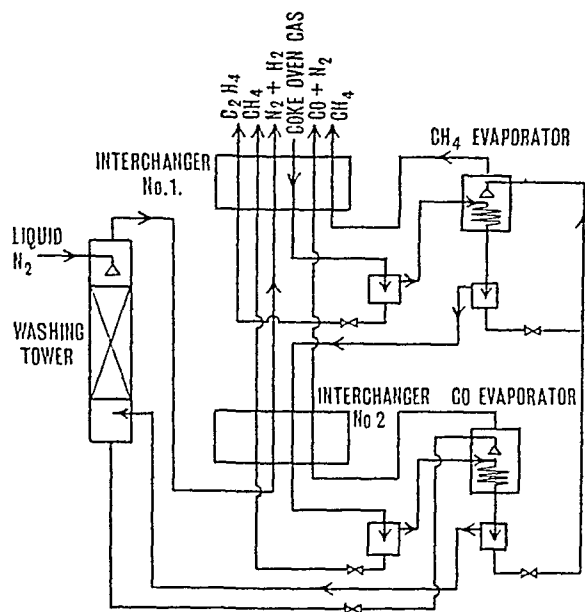 C₂H₄
CH₄
N₂ + H₂
COKE OVEN GAS
CO + N₂
CH₄
CH₄ EVAPORATOR
INTERCHANGER
No.1.
LIQUID
N₂
WASHING
TOWER
INTERCHANGER
No 2
CO EVAPORATOR